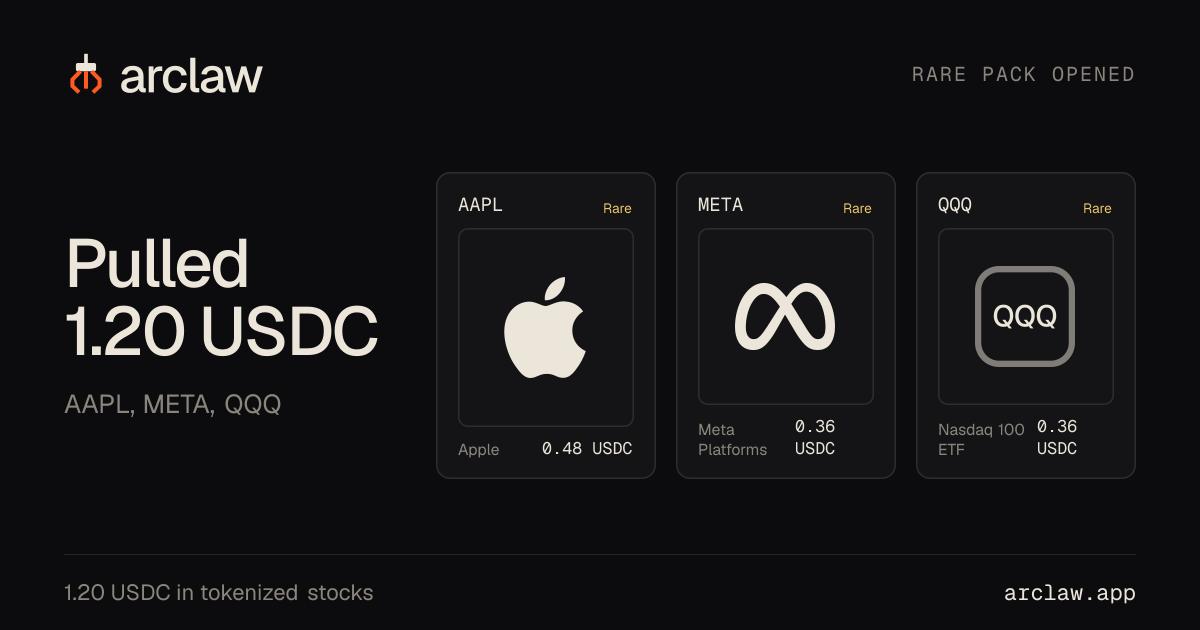 arclaw
RARE PACK OPENED
Pulled
1.20 USDC
AAPL, META, QQQ
AAPL
Rare
Apple
0.48 USDC
META
Rare
Meta
Platforms
0.36
USDC
QQQ
Rare
QQQ
Nasdaq 100
ETF
0.36
USDC
1.20 USDC in tokenized stocks
arclaw.app